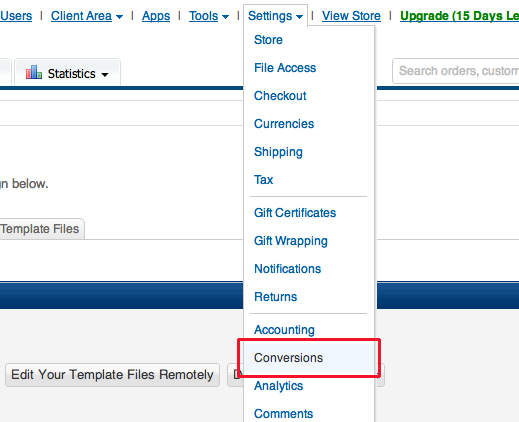 Users | Client Area | Apps | Tools | Settings | View Store | Upgrade (15 Days Le
Store
File Access
Statistics
Search orders, custom
Checkout
Currencies
Shipping
Tax
gn below.
Gift Certificates
Template Files
Gift Wrapping
Notifications
Returns
Accounting
Conversions
Edit Your Template Files Remotely
D
Analytics
Comments